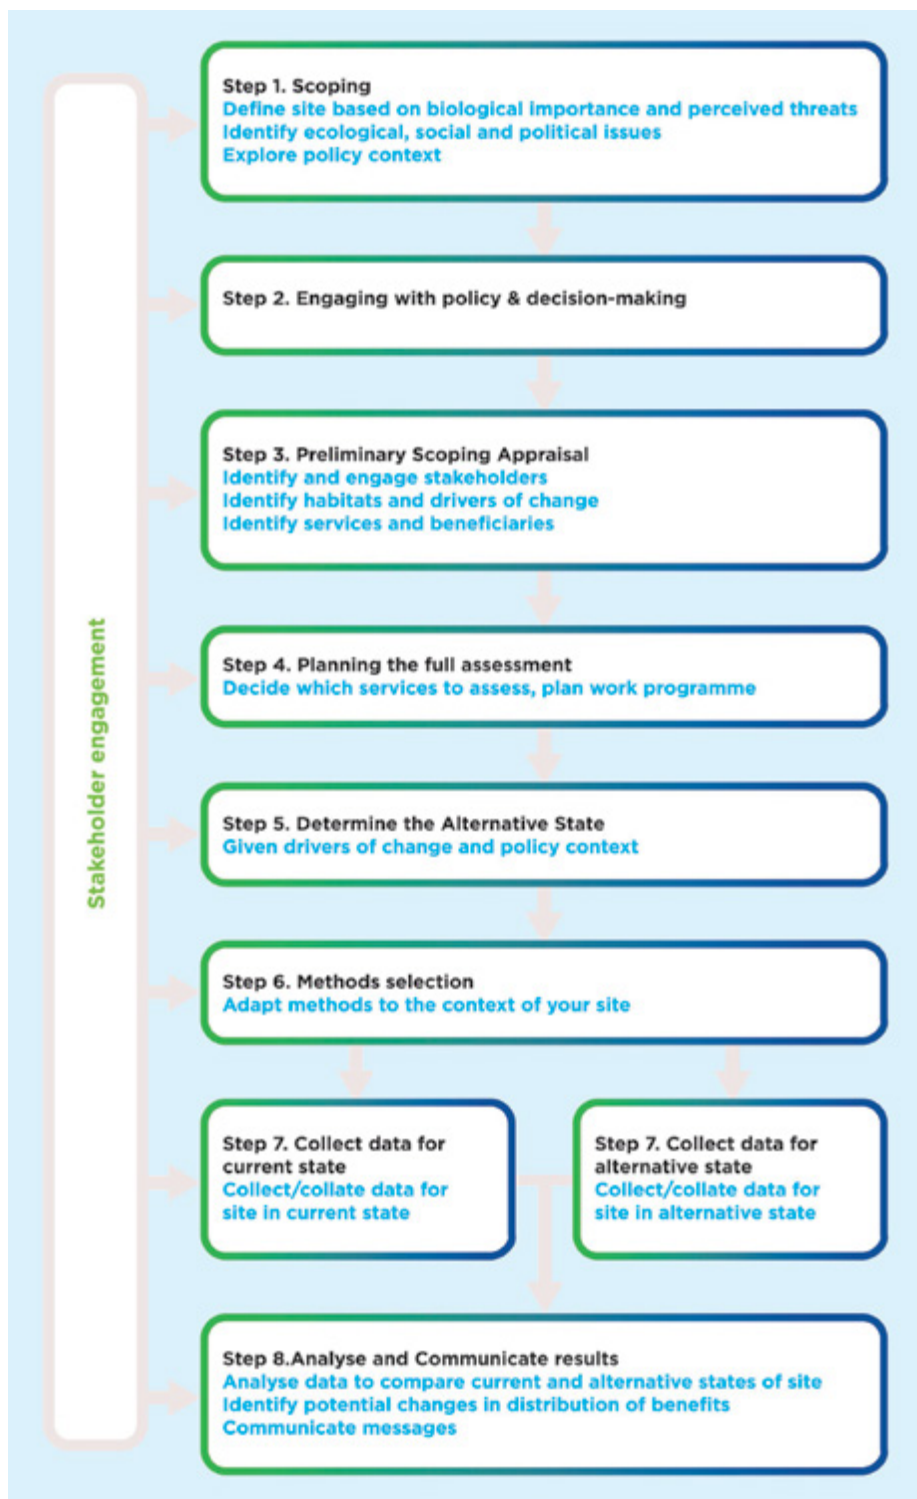 Stakeholder engagement
Step 1. Scoping
Define site based on biological importance and perceived threats
Identify ecological, social and political issues
Explore policy context
Step 2. Engaging with policy & decision-making
Step 3. Preliminary Scoping Appraisal
Identify and engage stakeholders
Identify habitats and drivers of change
Identify services and beneficiaries
Step 4. Planning the full assessment
Decide which services to assess, plan work programme
Step 5. Determine the Alternative State
Given drivers of change and policy context
Step 6. Methods selection
Adapt methods to the context of your site
Step 7. Collect data for
current state
Collect/collate data for
site in current state
Step 7. Collect data for
alternative state
Collect/collate data for
site in alternative state
Step 8.Analyse and Communicate results
Analyse data to compare current and alternative states of site
Identify potential changes in distribution of benefits
Communicate messages